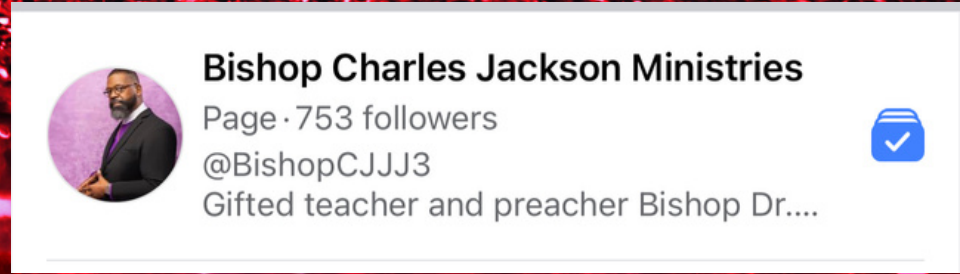 Bishop Charles Jackson Ministries
Page · 753 followers
@BishopCJJJ3
Gifted teacher and preacher Bishop Dr....